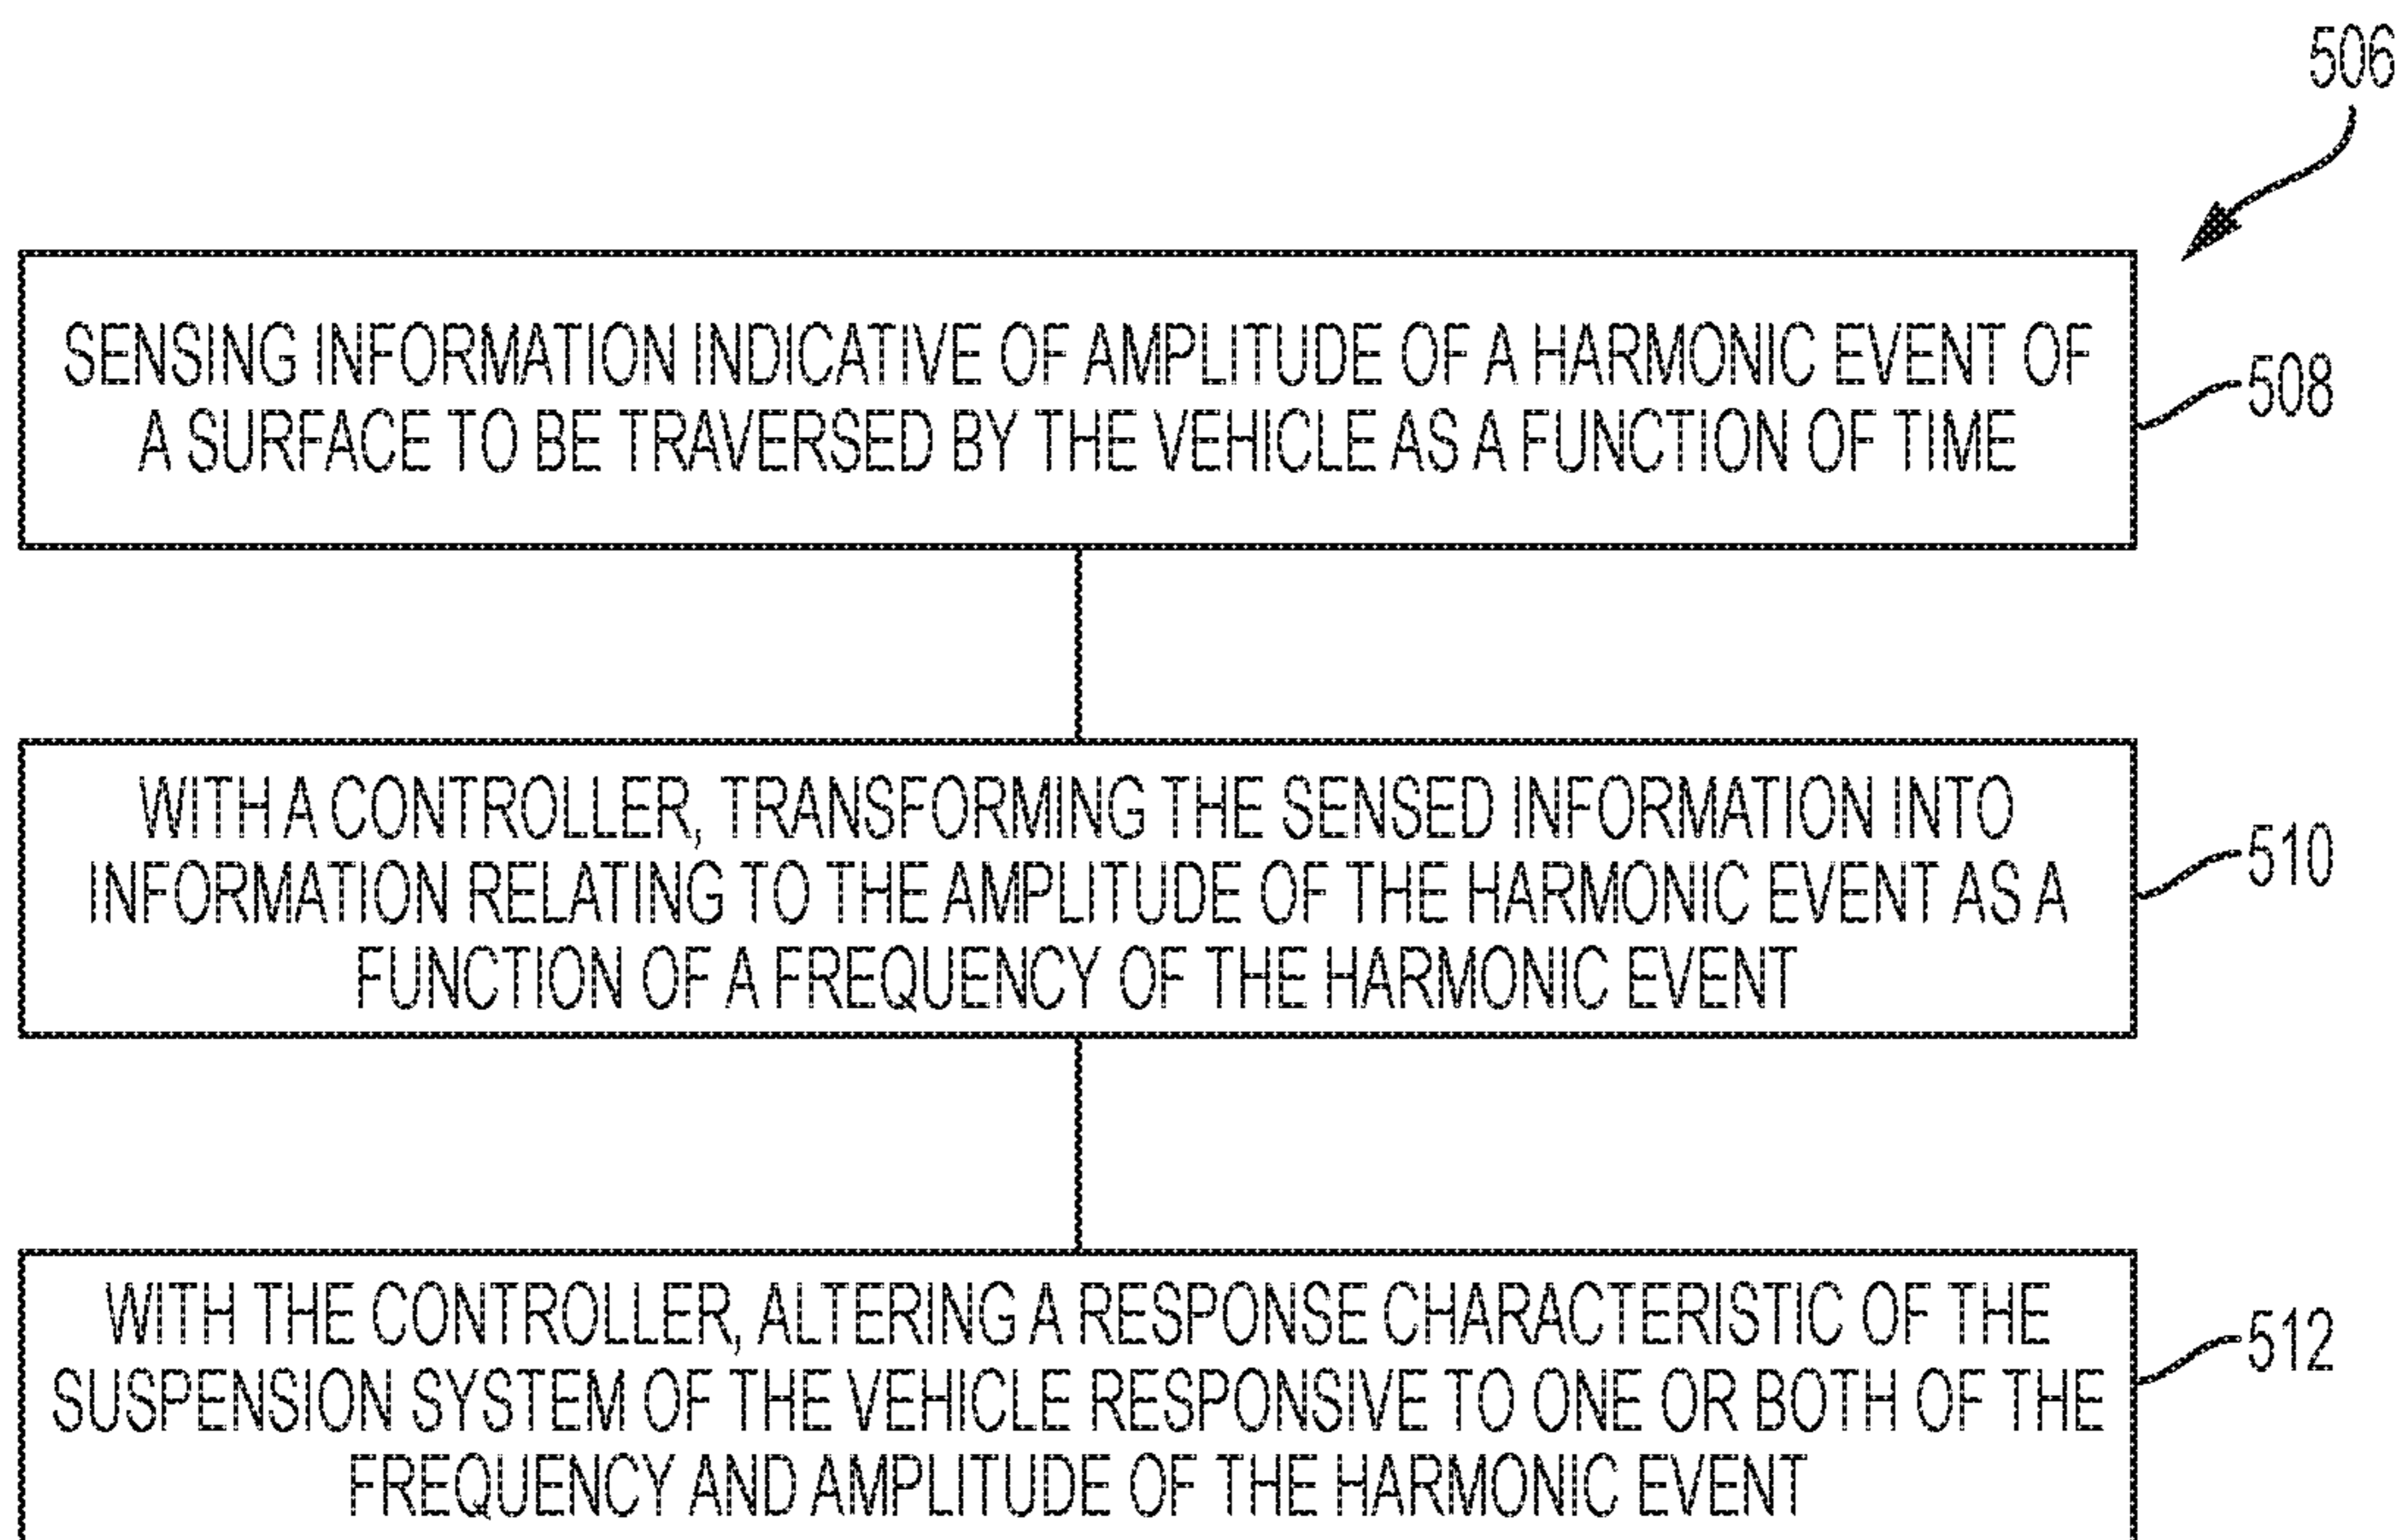 506
SENSING INFORMATION INDICATIVE OF AMPLITUDE OF A HARMONIC EVENT OF
A SURFACE TO BE TRAVERSED BY THE VEHICLE AS A FUNCTION OF TIME
508
WITH A CONTROLLER, TRANSFORMING THE SENSED INFORMATION INTO
INFORMATION RELATING TO THE AMPLITUDE OF THE HARMONIC EVENT AS A
FUNCTION OF A FREQUENCY OF THE HARMONIC EVENT
510
WITH THE CONTROLLER, ALTERING A RESPONSE CHARACTERISTIC OF THE
SUSPENSION SYSTEM OF THE VEHICLE RESPONSIVE TO ONE OR BOTH OF THE
FREQUENCY AND AMPLITUDE OF THE HARMONIC EVENT
512